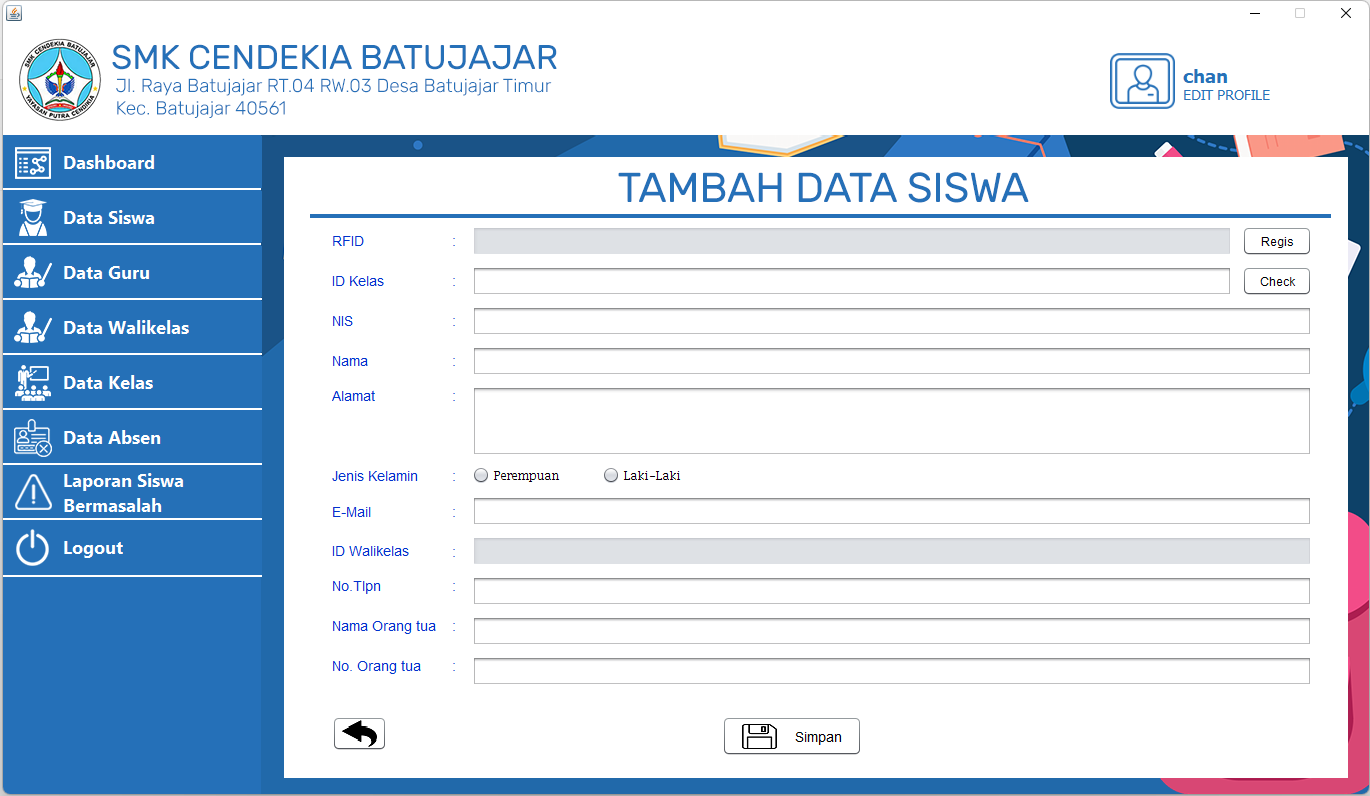 SMK CENDEKIA BATUJAJAR
YAYASAN PUTRA CENDIKIA
SMK CENDEKIA BATUJAJAR
Jl. Raya Batujajar RT.04 RW.03 Desa Batujajar Timur
Kec. Batujajar 40561
chan
EDIT PROFILE
Dashboard
Data Siswa
Data Guru
Data Walikelas
Data Kelas
Data Absen
Laporan Siswa
Bermasalah
Logout
TAMBAH DATA SISWA
RFID : Regis
ID Kelas : Check
NIS :
Nama :
Alamat :
Jenis Kelamin : Perempuan Laki-Laki
E-Mail :
ID Walikelas :
No.Tlpn :
Nama Orang tua :
No. Orang tua :
Simpan